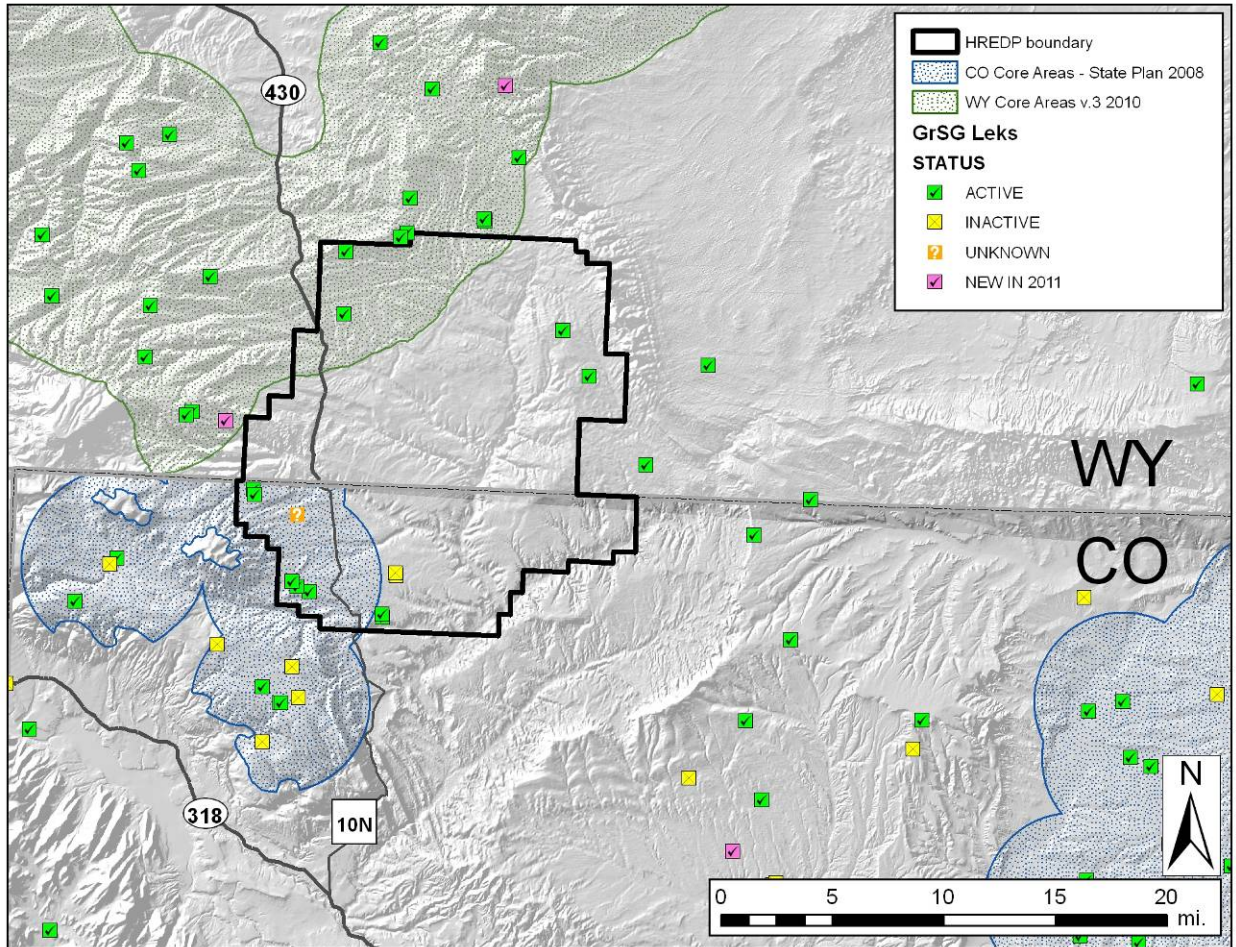 HREDP boundary
CO Core Areas - State Plan 2008
WY Core Areas v.3 2010
GrSG Leks
STATUS
ACTIVE
INACTIVE
? UNKNOWN
NEW IN 2011
430
?
WY
CO
318
10N
N
0 5 10 15 20
mi.